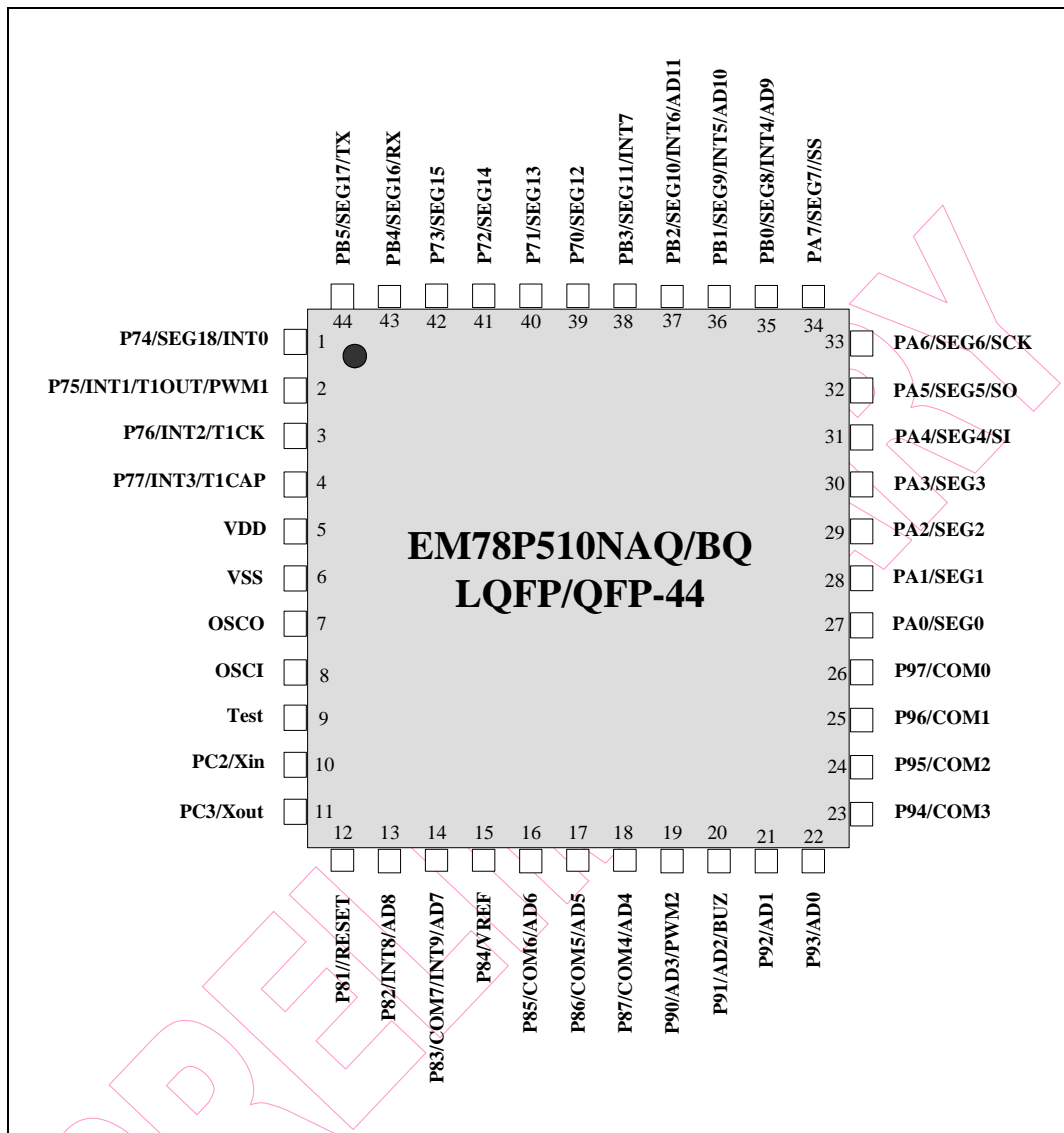 PB5/SEG17/TX
PB4/SEG16/RX
P73/SEG15
P72/SEG14
P71/SEG13
P70/SEG12
PB3/SEG11/INT7
PB2/SEG10/INT6/AD11
PB1/SEG9/INT5/AD10
PB0/SEG8/INT4/AD9
PA7/SEG7//SS
44
43
42
41
40
39
38
37
36
35
34
P74/SEG18/INT0
1
P75/INT1/T1OUT/PWM1
2
P76/INT2/T1CK
3
P77/INT3/T1CAP
4
VDD
5
VSS
6
OSCO
7
OSCI
8
Test
9
PC2/Xin
10
PC3/Xout
11
EM78P510NAQ/BQ
LQFP/QFP-44
33
PA6/SEG6/SCK
32
PA5/SEG5/SO
31
PA4/SEG4/SI
30
PA3/SEG3
29
PA2/SEG2
28
PA1/SEG1
27
PA0/SEG0
26
P97/COM0
25
P96/COM1
24
P95/COM2
23
P94/COM3
12
13
14
15
16
17
18
19
20
21
22
P81//RESET
P82/INT8/AD8
P83/COM7/INT9/AD7
P84/VREF
P85/COM6/AD6
P86/COM5/AD5
P87/COM4/AD4
P90/AD3/PWM2
P91/AD2/BUZ
P92/AD1
P93/AD0